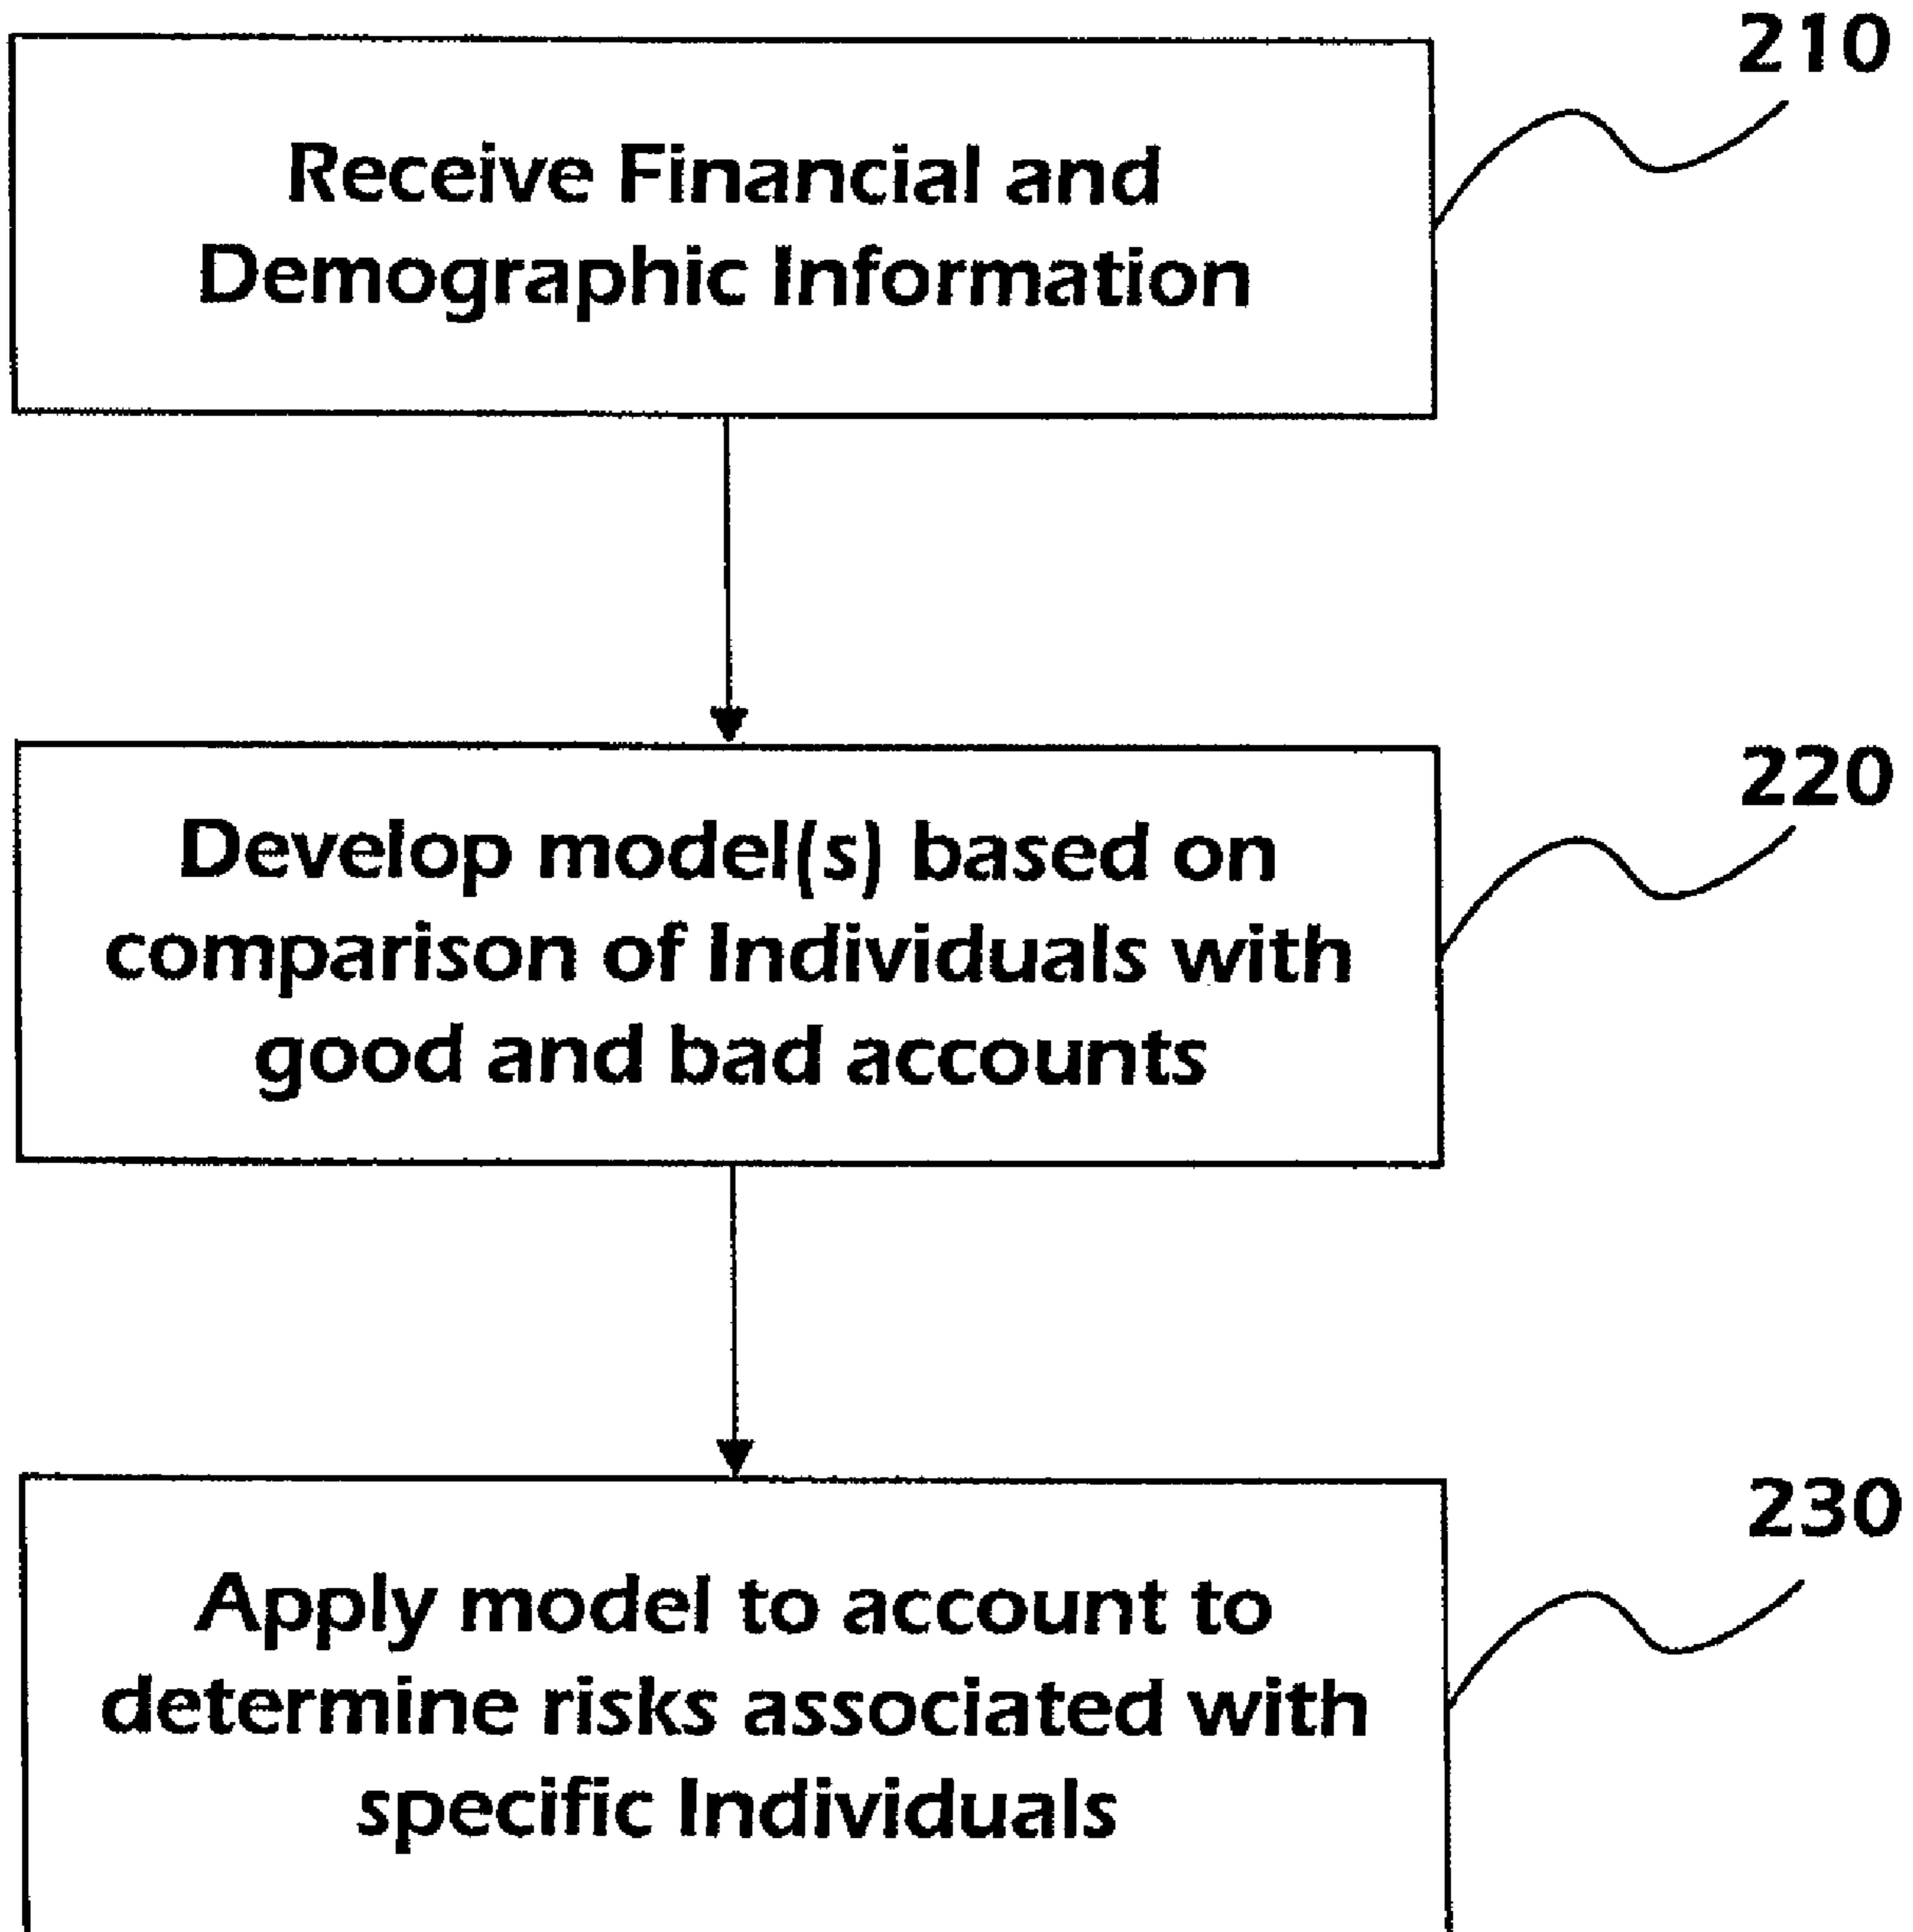 210
Receive Financial and
Demographic Information
220
Develop model(s) based on
comparison of Individuals with
good and bad accounts
230
Apply model to account to
determine risks associated with
specific Individuals